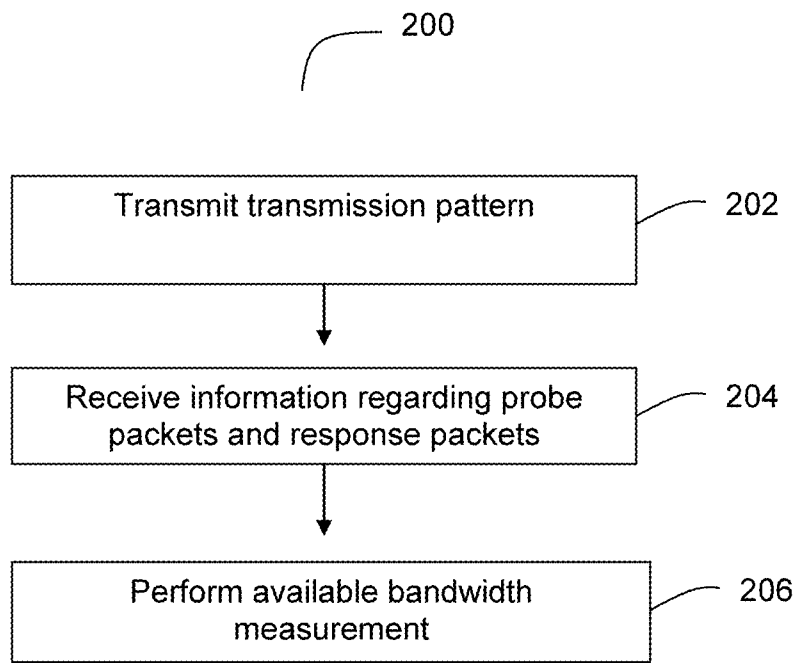 200
Transmit transmission pattern
202
Receive information regarding probe
packets and response packets
204
Perform available bandwidth
measurement
206